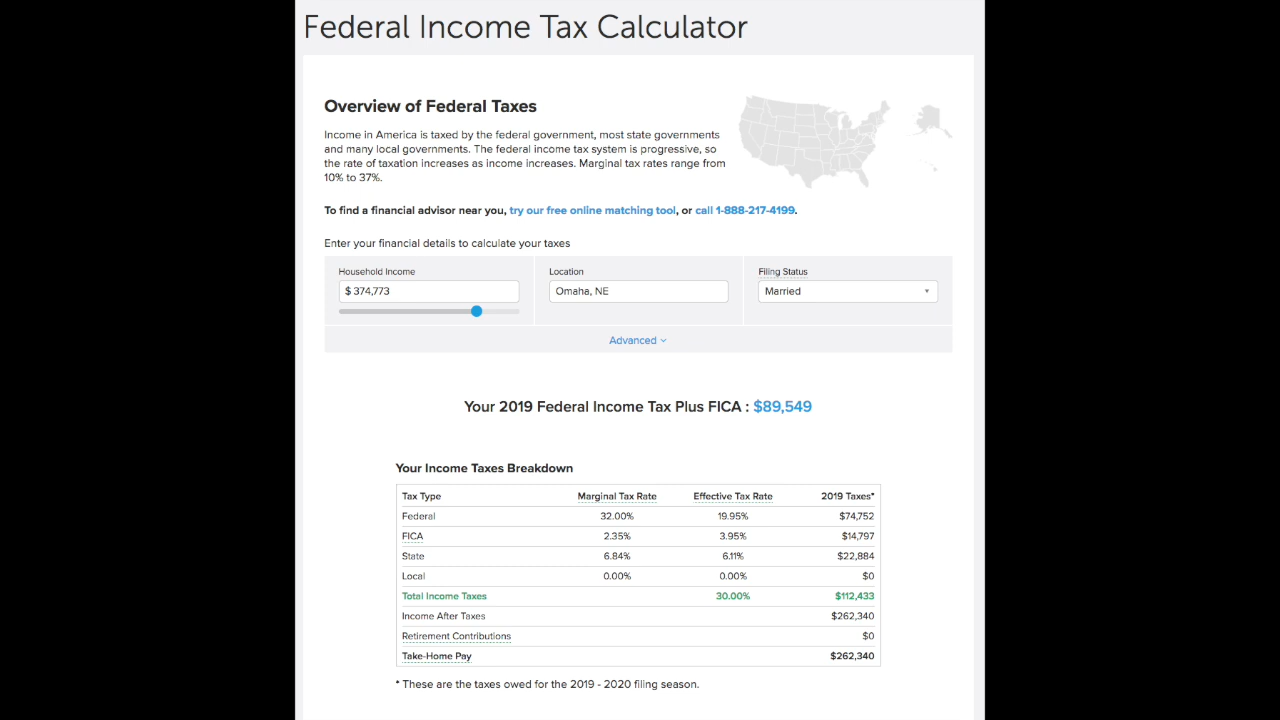 Federal Income Tax Calculator
Overview of Federal Taxes
Income in America is taxed by the federal government, most state governments
and many local governments. The federal income tax system is progressive, so
the rate of taxation increases as income increases. Marginal tax rates range from
10% to 37%.
To find a financial advisor near you, try our free online matching tool, or call 1-888-217-4199.
Enter your financial details to calculate your taxes
Household Income Location Filing Status
$ 374,773 Omaha, NE Married
Advanced
Your 2019 Federal Income Tax Plus FICA : $89,549
Your Income Taxes Breakdown
Tax Type Marginal Tax Rate Effective Tax Rate 2019 Taxes*
Federal 32.00% 19.95% $74,752
FICA 2.35% 3.95% $14,797
State 6.84% 6.11% $22,884
Local 0.00% 0.00% $0
Total Income Taxes 30.00% $112,433
Income After Taxes $262,340
Retirement Contributions $0
Take-Home Pay $262,340
* These are the taxes owed for the 2019 - 2020 filing season.